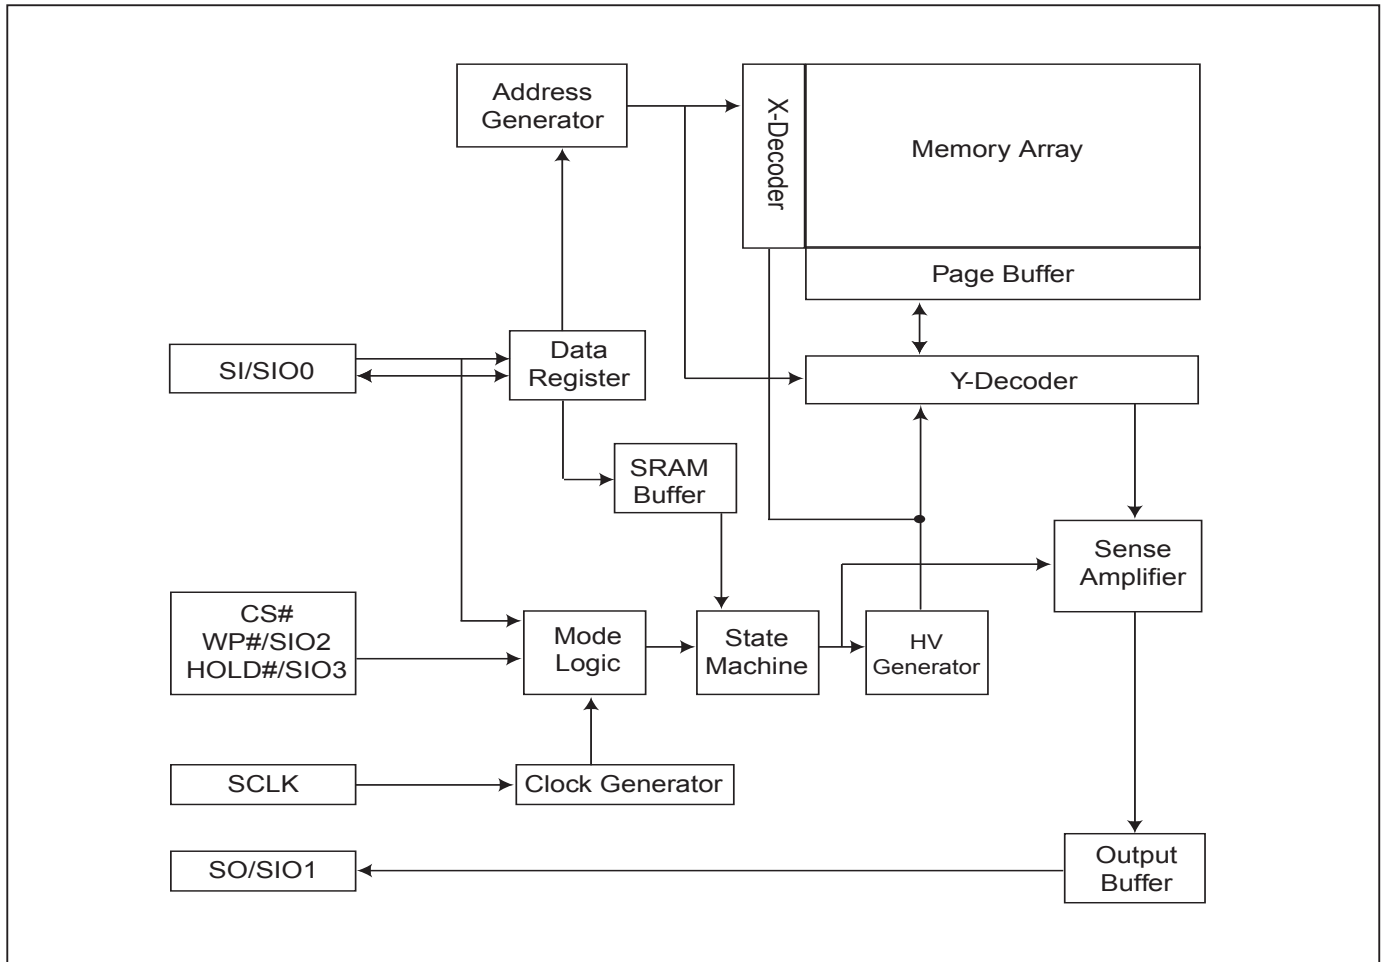 Address
Generator
X-Decoder
Memory Array
Page Buffer
SI/SIO0
Data
Register
Y-Decoder
SRAM
Buffer
Sense
Amplifier
CS#
WP#/SIO2
HOLD#/SIO3
Mode
Logic
State
Machine
HV
Generator
SCLK
Clock Generator
SO/SIO1
Output
Buffer